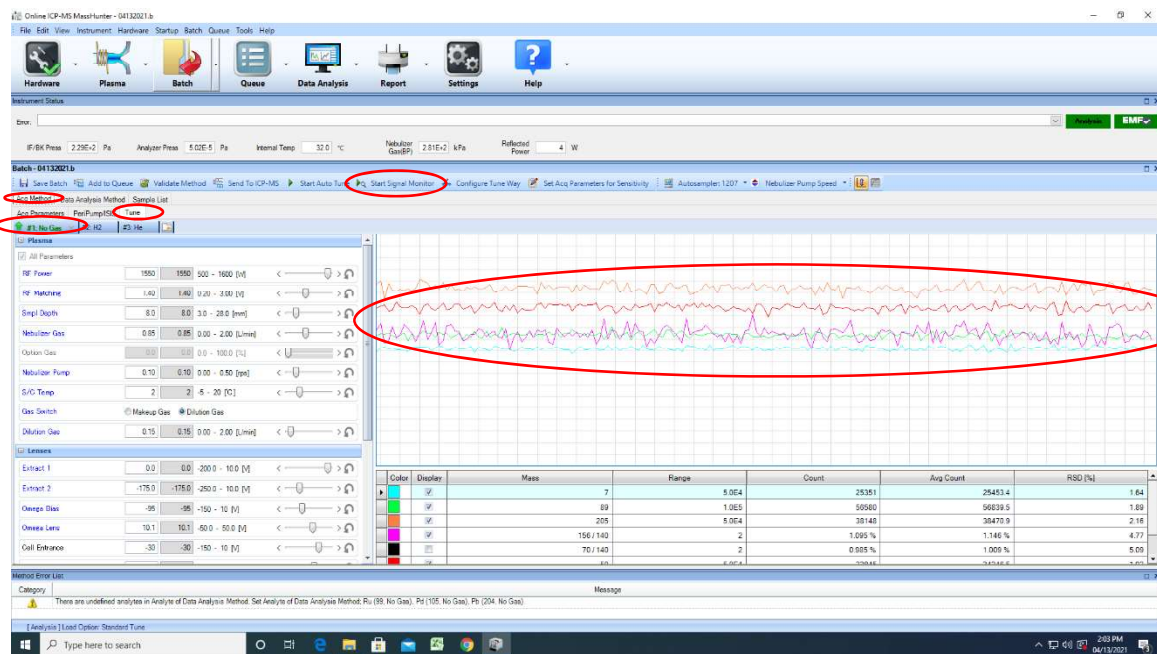 Online ICP-MS MassHunter - 04132021.b
File Edit View Instrument Hardware Startup Batch Queue Tools Help
Hardware Plasma Batch Queue Data Analysis Report Settings Help
Instrument Status
Error:
Analysis EMF
IF/BK Press 2.29E+2 Pa Analyzer Press 5.02E-5 Pa Internal Temp 32.0 °C Nebulizer Gas(BP) 2.81E+2 kPa Reflected Power 4 W
Batch - 04132021.b
Save Batch Add to Queue Validate Method Send To ICP-MS Start Auto Tune Start Signal Monitor Configure Tune Way Set Acq Parameters for Sensitivity Autosampler: 1207 Nebulizer Pump Speed
Acq Method Data Analysis Method Sample List
Acq Parameters PeriPump/ISIS Tune
#1: No Gas #2: H2 #3: He
Plasma
All Parameters
RF Power 1550 1550 500 - 1600 [W]
RF Matching 1.40 1.40 0.20 - 3.00 [V]
Smpl Depth 8.0 8.0 3.0 - 28.0 [mm]
Nebulizer Gas 0.85 0.85 0.00 - 2.00 [L/min]
Option Gas 0.0 0.0 0.0 - 100.0 [%]
Nebulizer Pump 0.10 0.10 0.00 - 0.50 [rps]
S/C Temp 2 2 -5 - 20 [°C]
Gas Switch Makeup Gas Dilution Gas
Dilution Gas 0.15 0.15 0.00 - 2.00 [L/min]
Lenses
Extract 1 0.0 0.0 -200.0 - 10.0 [V]
Extract 2 -175.0 -175.0 -250.0 - 10.0 [V]
Omega Bias -95 -95 -150 - 10 [V]
Omega Lens 10.1 10.1 -50.0 - 50.0 [V]
Cell Entrance -30 -30 -150 - 10 [V]
Color Display Mass Range Count Avg Count RSD [%]
7 5.0E4 25351 25453.4 1.64
89 1.0E5 56580 56839.5 1.89
205 5.0E4 38148 38470.9 2.16
156 / 140 2 1.095 % 1.146 % 4.77
70 / 140 2 0.985 % 1.009 % 5.09
Method Error List
Category Message
There are undefined analytes in Analyte of Data Analysis Method. Set Analyte of Data Analysis Method: Ru (99, No Gas), Pd (105, No Gas), Pb (204, No Gas)
[ Analysis ] Load Option: Standard Tune
Type here to search
2:03 PM
04/13/2021